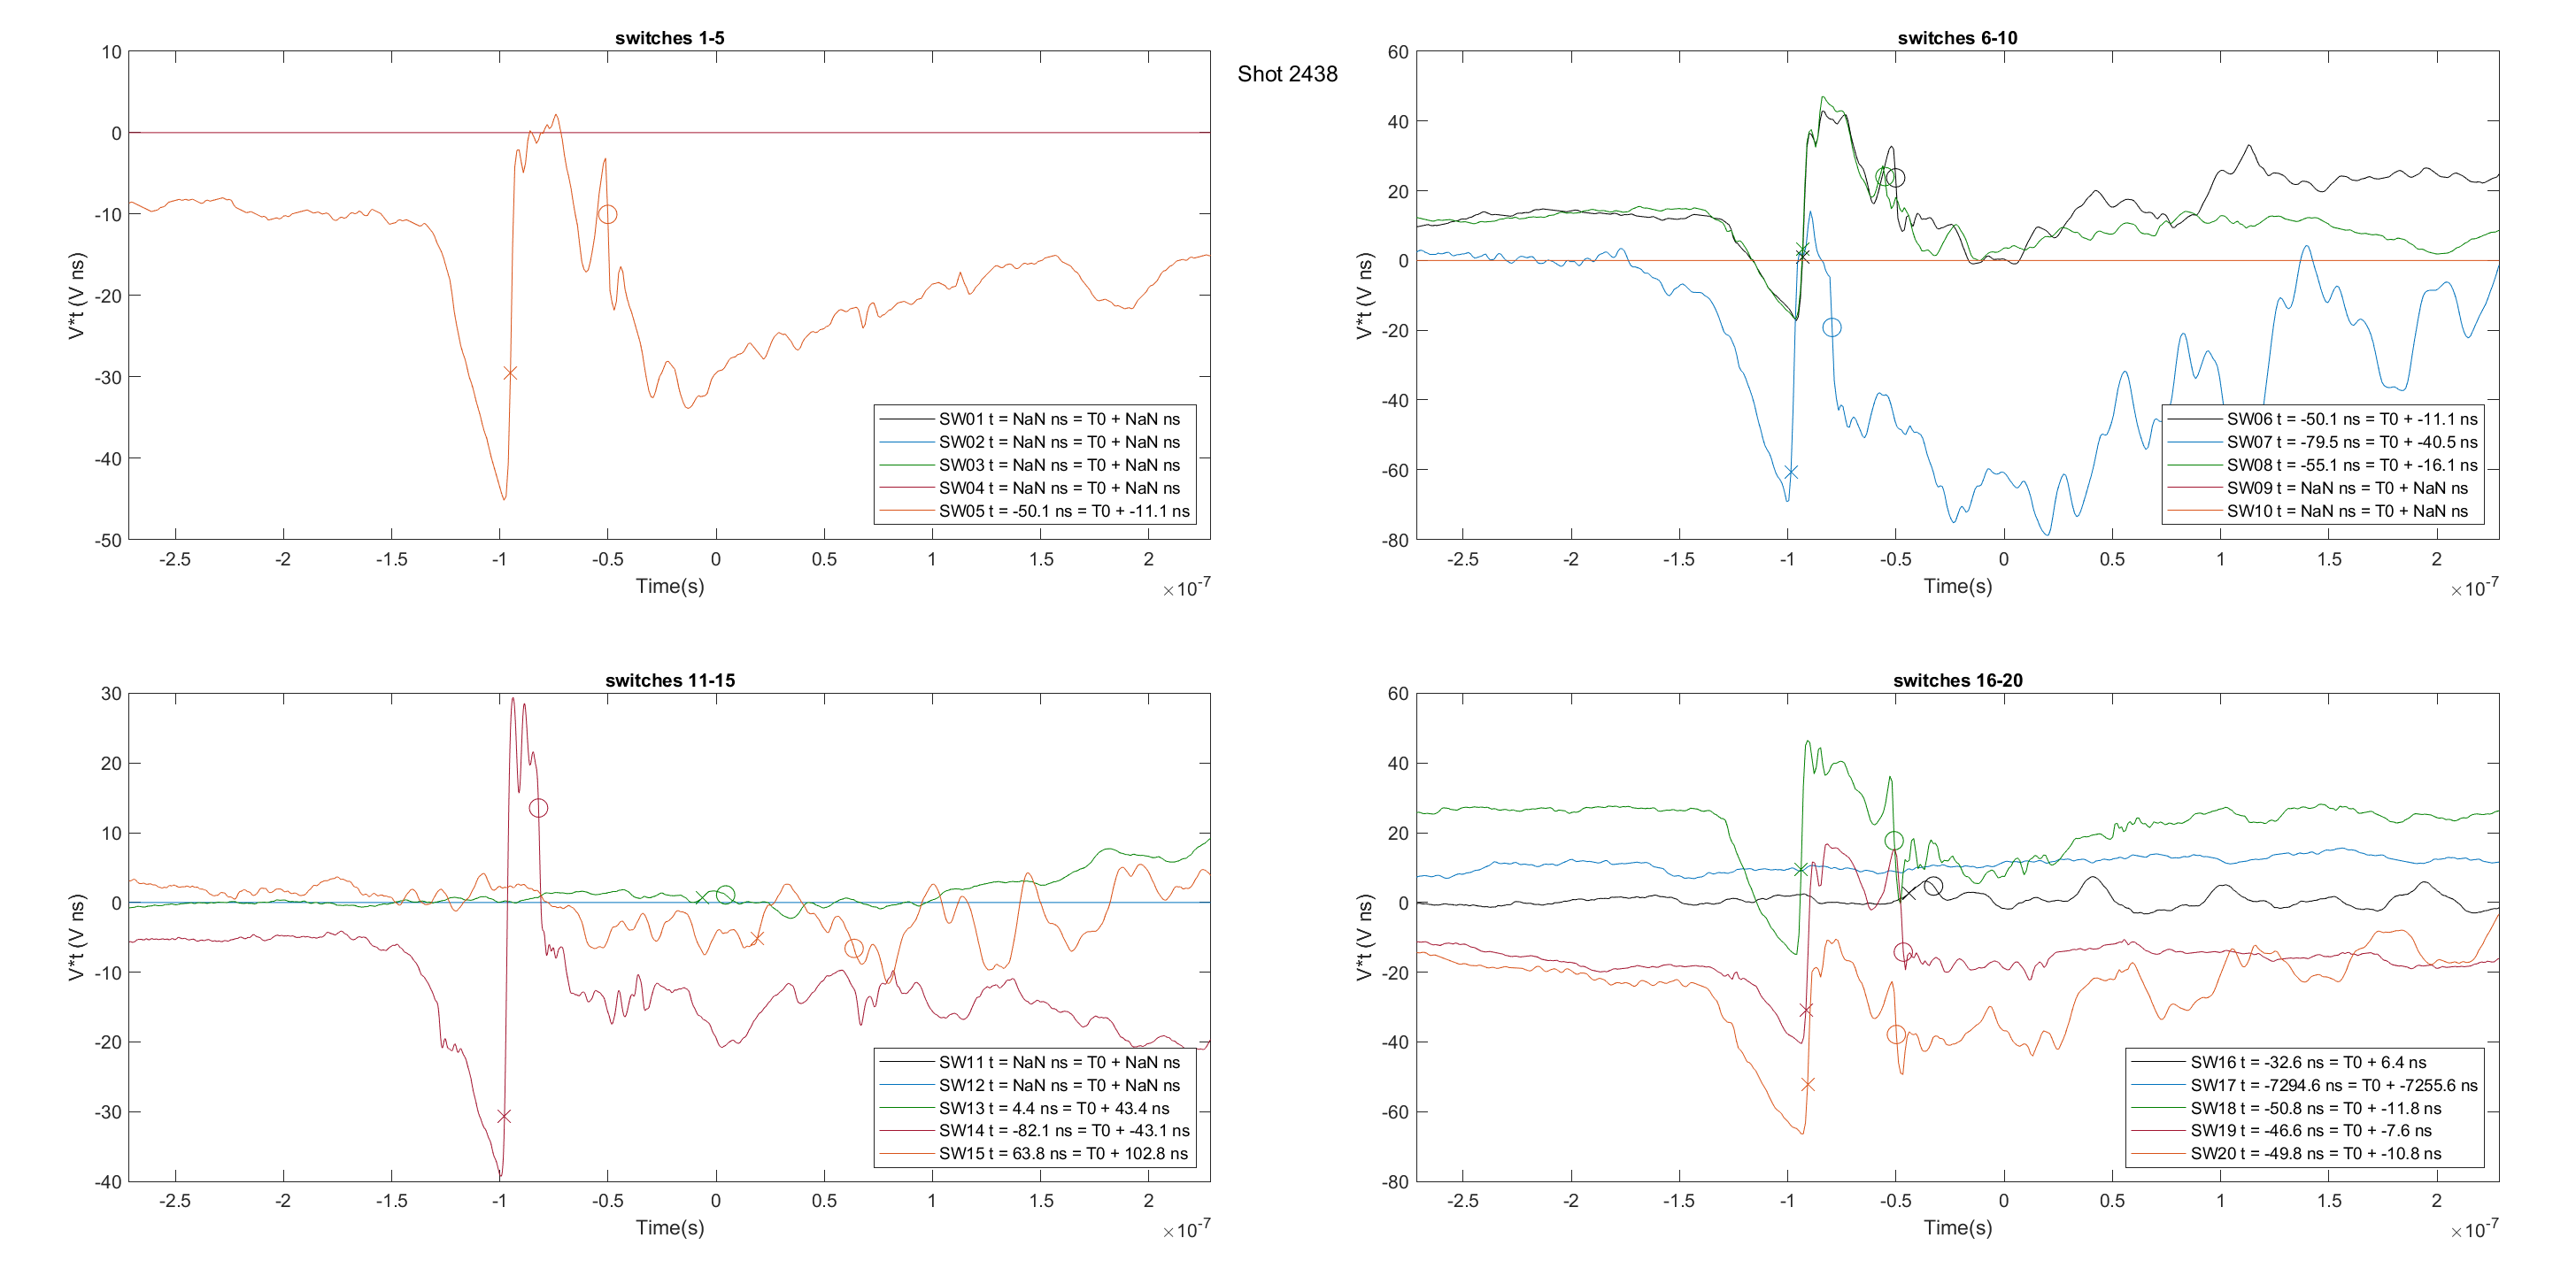 Shot 2438
switches 1-5
10
0
-10
-20
-30
-40
-50
V*t (V ns)
-2.5 -2 -1.5 -1 -0.5 0 0.5 1 1.5 2
Time(s)
×10-7
SW01 t = NaN ns = T0 + NaN ns
SW02 t = NaN ns = T0 + NaN ns
SW03 t = NaN ns = T0 + NaN ns
SW04 t = NaN ns = T0 + NaN ns
SW05 t = -50.1 ns = T0 + -11.1 ns
switches 6-10
60
40
20
0
-20
-40
-60
-80
V*t (V ns)
-2.5 -2 -1.5 -1 -0.5 0 0.5 1 1.5 2
Time(s)
×10-7
SW06 t = -50.1 ns = T0 + -11.1 ns
SW07 t = -79.5 ns = T0 + -40.5 ns
SW08 t = -55.1 ns = T0 + -16.1 ns
SW09 t = NaN ns = T0 + NaN ns
SW10 t = NaN ns = T0 + NaN ns
switches 11-15
30
20
10
0
-10
-20
-30
-40
V*t (V ns)
-2.5 -2 -1.5 -1 -0.5 0 0.5 1 1.5 2
Time(s)
×10-7
SW11 t = NaN ns = T0 + NaN ns
SW12 t = NaN ns = T0 + NaN ns
SW13 t = 4.4 ns = T0 + 43.4 ns
SW14 t = -82.1 ns = T0 + -43.1 ns
SW15 t = 63.8 ns = T0 + 102.8 ns
switches 16-20
60
40
20
0
-20
-40
-60
-80
V*t (V ns)
-2.5 -2 -1.5 -1 -0.5 0 0.5 1 1.5 2
Time(s)
×10-7
SW16 t = -32.6 ns = T0 + 6.4 ns
SW17 t = -7294.6 ns = T0 + -7255.6 ns
SW18 t = -50.8 ns = T0 + -11.8 ns
SW19 t = -46.6 ns = T0 + -7.6 ns
SW20 t = -49.8 ns = T0 + -10.8 ns